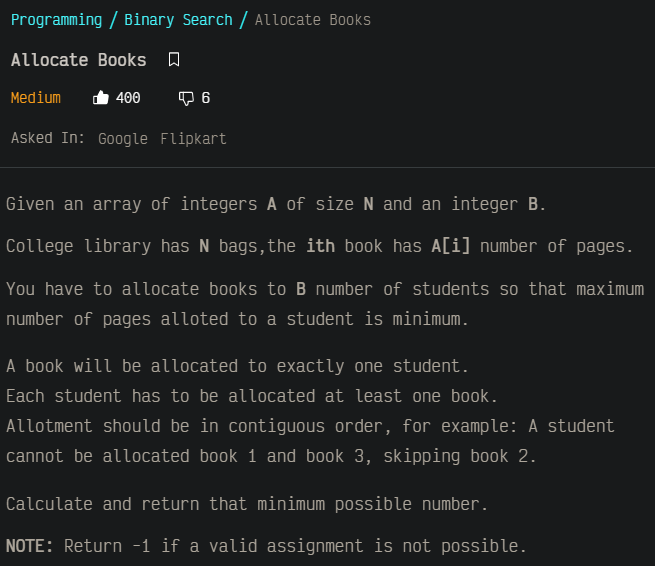 Programming / Binary Search / Allocate Books
Allocate Books
Medium 400 6
Asked In: Google Flipkart
Given an array of integers A of size N and an integer B.
College library has N bags,the ith book has A[i] number of pages.
You have to allocate books to B number of students so that maximum
number of pages alloted to a student is minimum.
A book will be allocated to exactly one student.
Each student has to be allocated at least one book.
Allotment should be in contiguous order, for example: A student
cannot be allocated book 1 and book 3, skipping book 2.
Calculate and return that minimum possible number.
NOTE: Return -1 if a valid assignment is not possible.